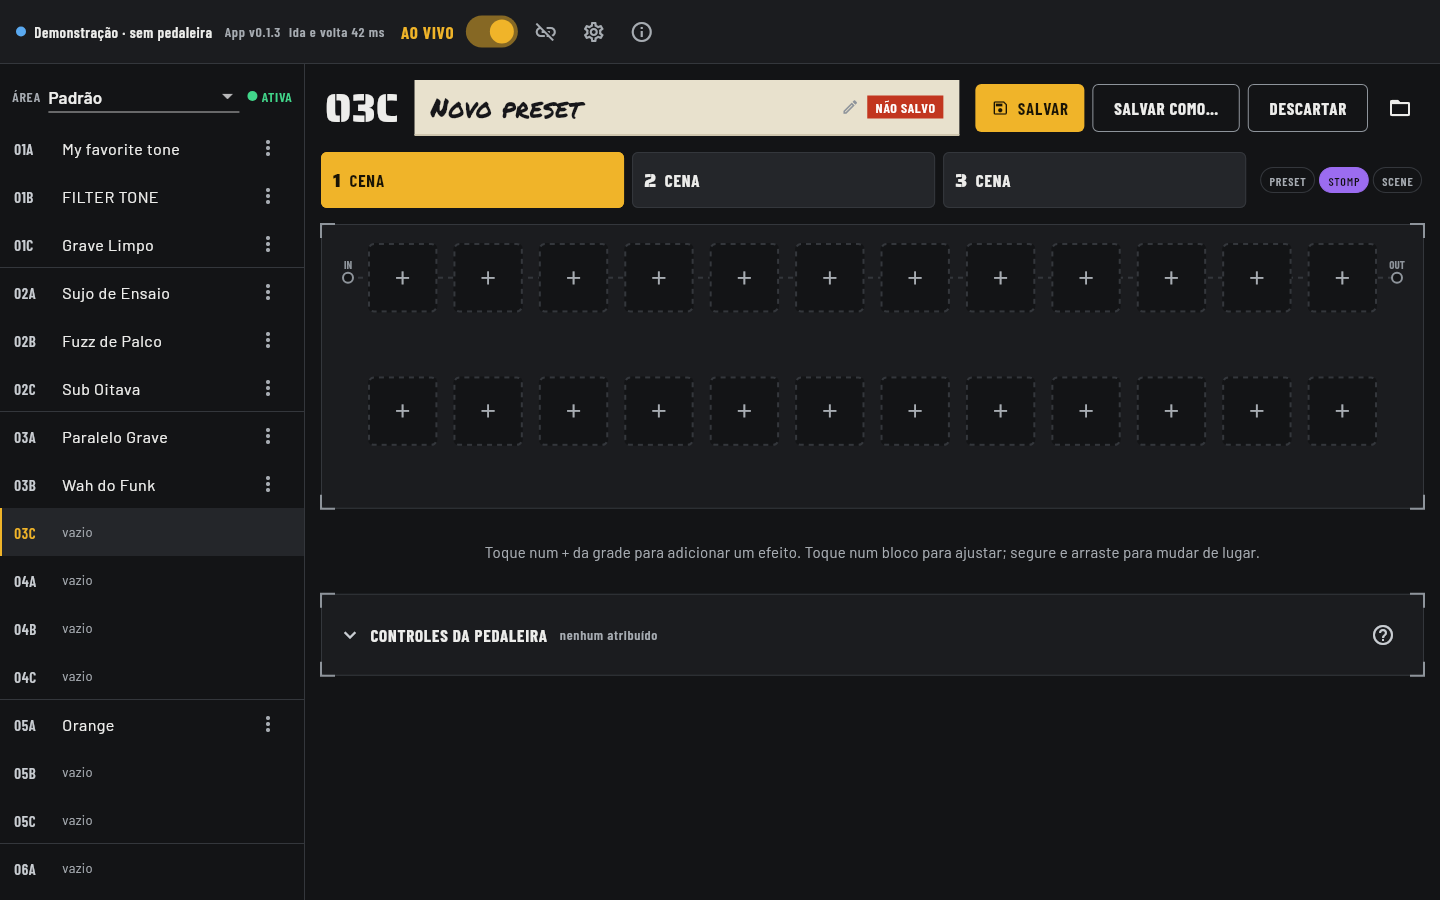 Demonstração · sem pedaleira App v0.1.3 Ida e volta 42 ms AO VIVO
ÁREA Padrão ATIVA
01A My favorite tone
01B FILTER TONE
01C Grave Limpo
02A Sujo de Ensaio
02B Fuzz de Palco
02C Sub Oitava
03A Paralelo Grave
03B Wah do Funk
03C vazio
04A vazio
04B vazio
04C vazio
05A Orange
05B vazio
05C vazio
06A vazio
03C Novo preset NÃO SALVO SALVAR SALVAR COMO... DESCARTAR
1 CENA 2 CENA 3 CENA PRESET STOMP SCENE
IN + + + + + + + + + + + + OUT
+ + + + + + + + + + + +
Toque num + da grade para adicionar um efeito. Toque num bloco para ajustar; segure e arraste para mudar de lugar.
CONTROLES DA PEDALEIRA nenhum atribuído